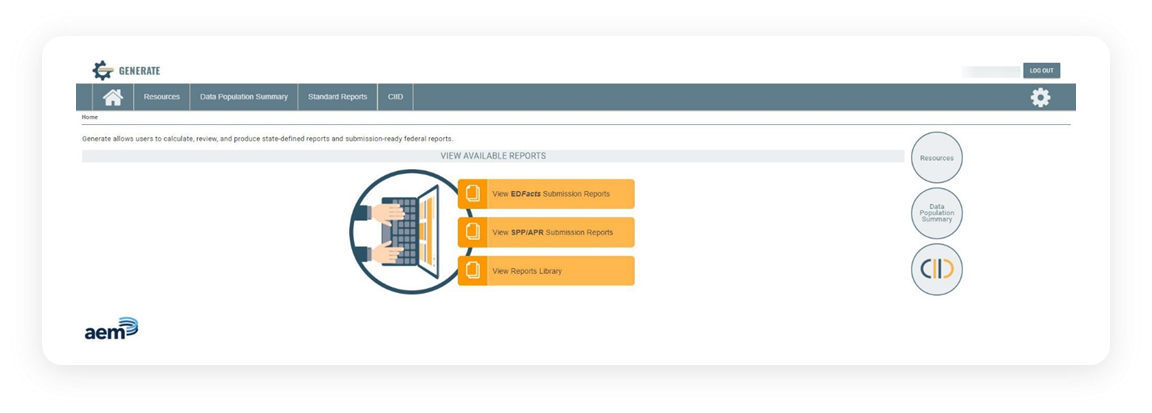 GENERATE
LOG OUT
Resources Data Population Summary Standard Reports CIID
Home
Generate allows users to calculate, review, and produce state-defined reports and submission-ready federal reports.
VIEW AVAILABLE REPORTS
View EDFacts Submission Reports
View SPP/APR Submission Reports
View Reports Library
Resources
Data
Population
Summary
CIID
aem